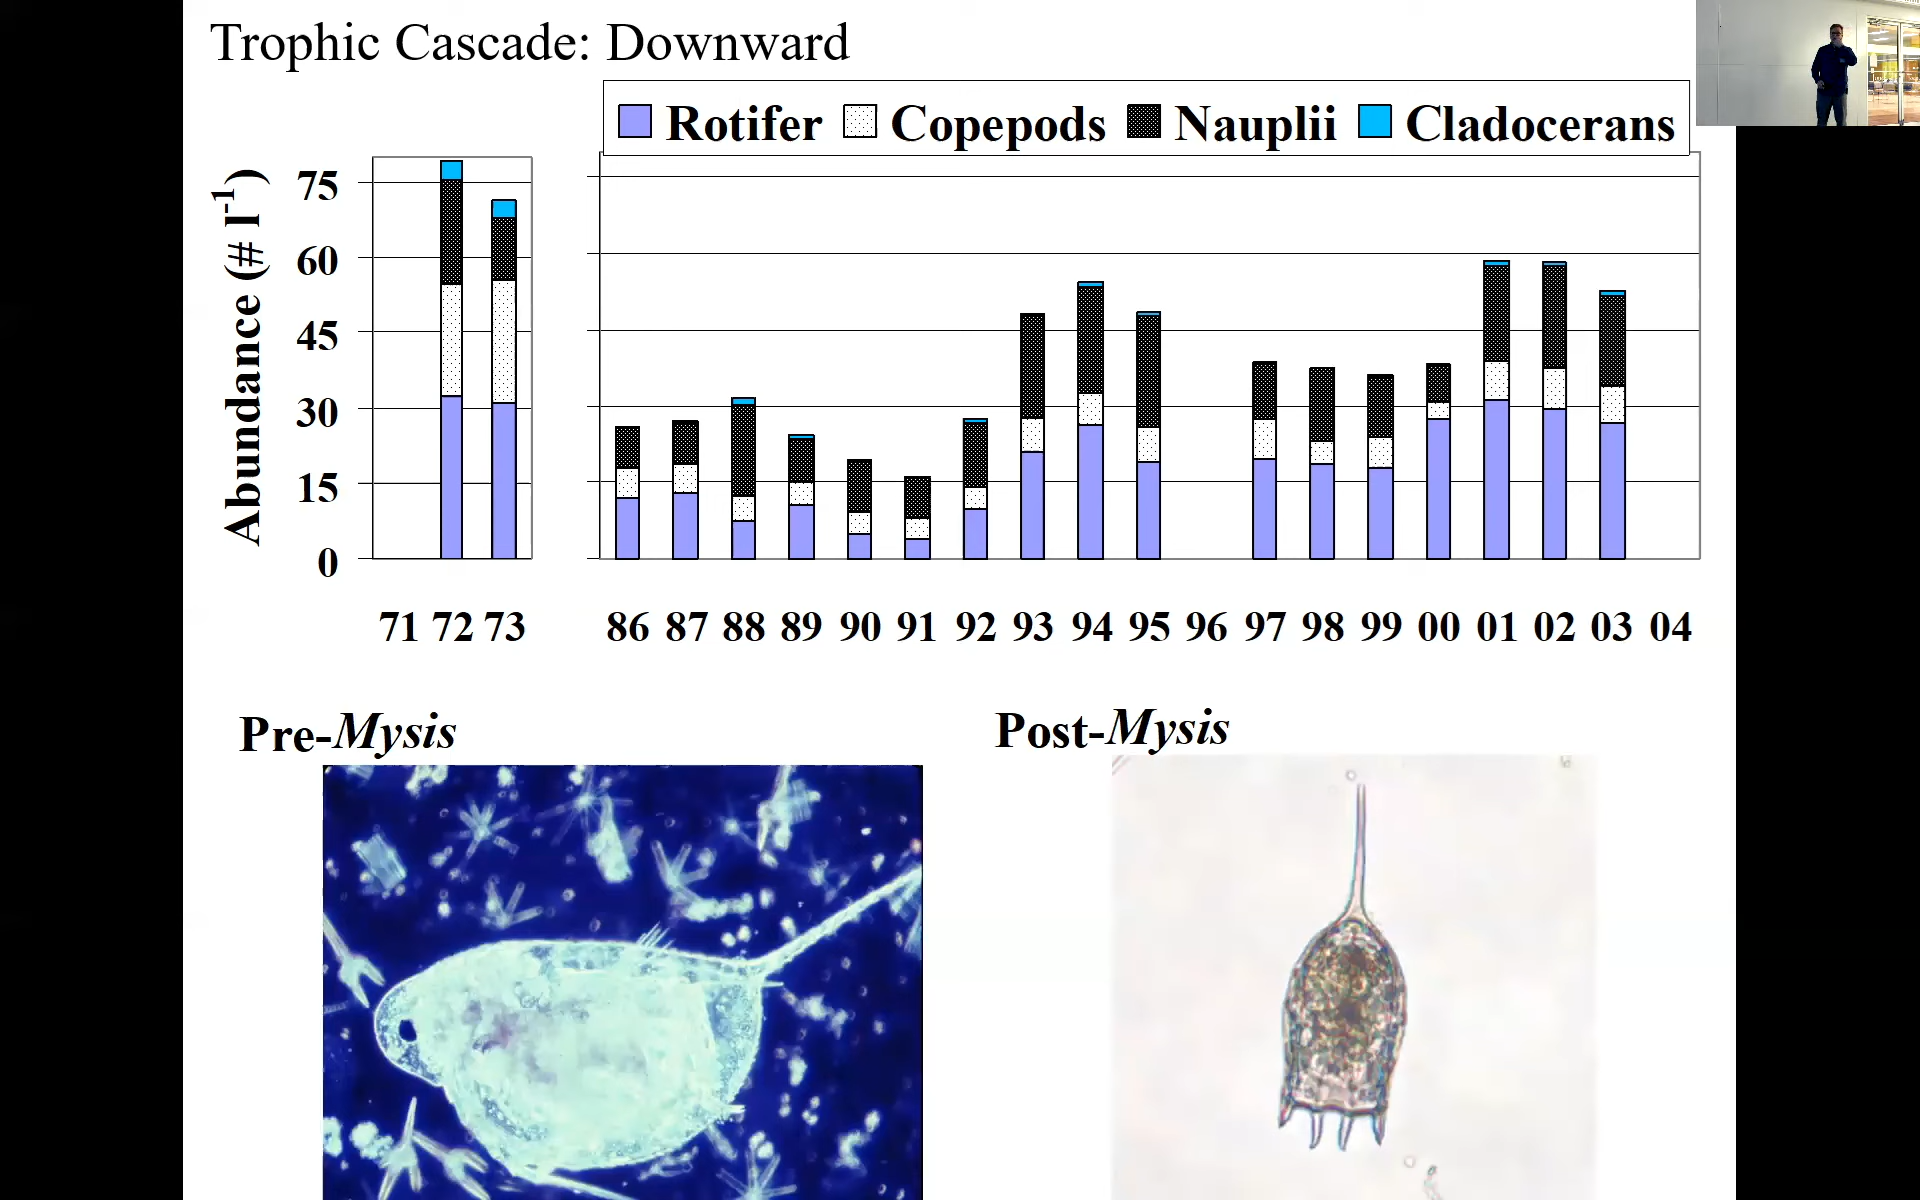 Trophic Cascade: Downward
Rotifer Copepods Nauplii Cladocerans
Abundance (# l-1)
75
60
45
30
15
0
71 72 73 86 87 88 89 90 91 92 93 94 95 96 97 98 99 00 01 02 03 04
Pre-Mysis Post-Mysis